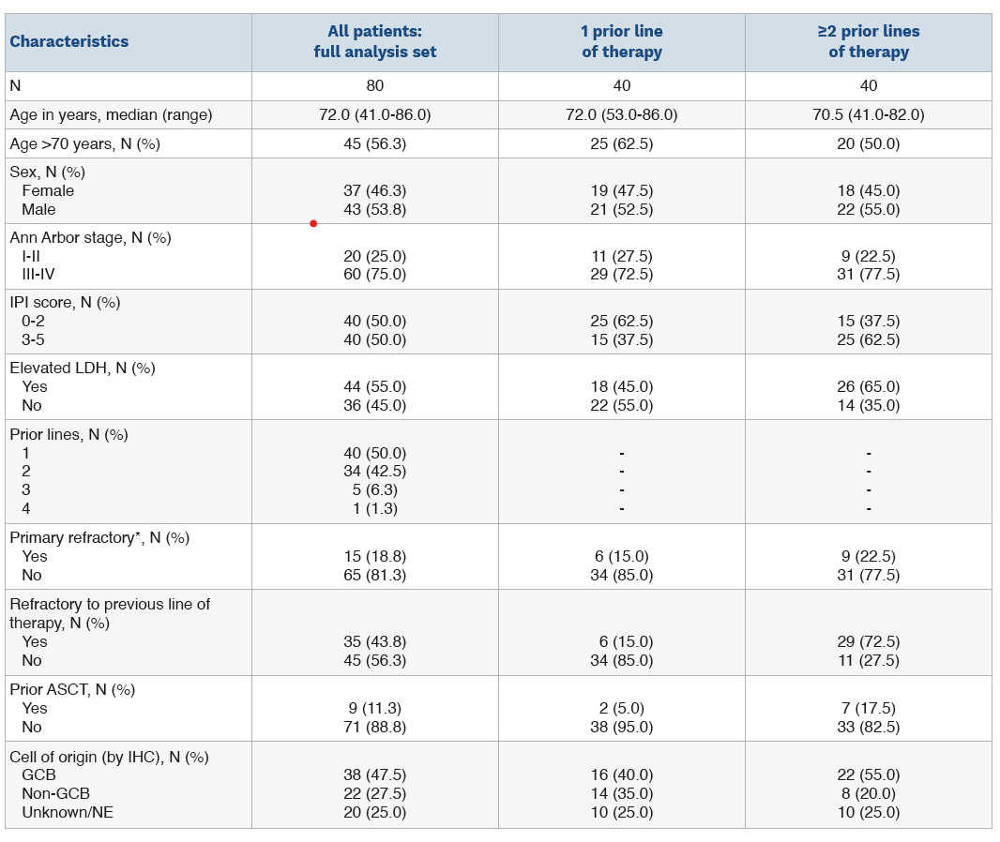 Characteristics All patients: full analysis set 1 prior line of therapy ≥2 prior lines of therapy
N 80 40 40
Age in years, median (range) 72.0 (41.0-86.0) 72.0 (53.0-86.0) 70.5 (41.0-82.0)
Age >70 years, N (%) 45 (56.3) 25 (62.5) 20 (50.0)
Sex, N (%)
Female 37 (46.3) 19 (47.5) 18 (45.0)
Male 43 (53.8) 21 (52.5) 22 (55.0)
Ann Arbor stage, N (%)
I-II 20 (25.0) 11 (27.5) 9 (22.5)
III-IV 60 (75.0) 29 (72.5) 31 (77.5)
IPI score, N (%)
0-2 40 (50.0) 25 (62.5) 15 (37.5)
3-5 40 (50.0) 15 (37.5) 25 (62.5)
Elevated LDH, N (%)
Yes 44 (55.0) 18 (45.0) 26 (65.0)
No 36 (45.0) 22 (55.0) 14 (35.0)
Prior lines, N (%)
1 40 (50.0) - -
2 34 (42.5) - -
3 5 (6.3) - -
4 1 (1.3) - -
Primary refractory*, N (%)
Yes 15 (18.8) 6 (15.0) 9 (22.5)
No 65 (81.3) 34 (85.0) 31 (77.5)
Refractory to previous line of
therapy, N (%)
Yes 35 (43.8) 6 (15.0) 29 (72.5)
No 45 (56.3) 34 (85.0) 11 (27.5)
Prior ASCT, N (%)
Yes 9 (11.3) 2 (5.0) 7 (17.5)
No 71 (88.8) 38 (95.0) 33 (82.5)
Cell of origin (by IHC), N (%)
GCB 38 (47.5) 16 (40.0) 22 (55.0)
Non-GCB 22 (27.5) 14 (35.0) 8 (20.0)
Unknown/NE 20 (25.0) 10 (25.0) 10 (25.0)